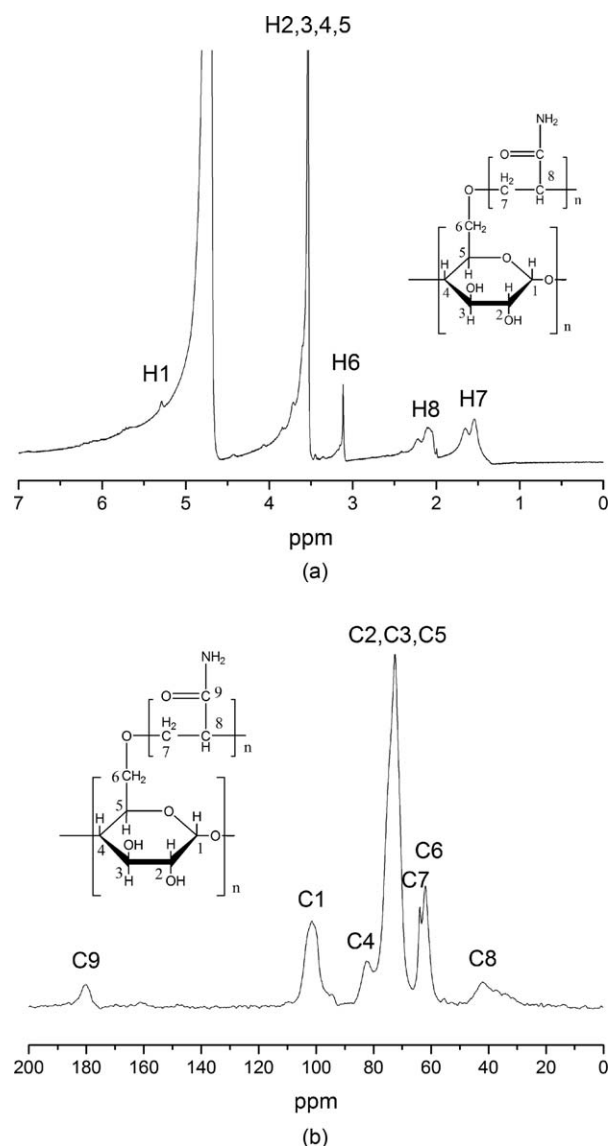 H2,3,4,5
NH2
O
C
8
H2
O
C
C
H
7
n
6
CH2
5
H
O
H
H
4
OH
H
1
O
3
2
H
OH
n
H1
H6
H8
H7
7 6 5 4 3 2 1 0
ppm
(a)
C2,C3,C5
NH2
O
C 9
8
H2
O
C
C
H
7
n
6
CH2
5
H
O
H
H
4
OH
H
1
O
3
2
H
OH
n
C1
C6
C7
C4
C9
C8
200 180 160 140 120 100 80 60 40 20 0
ppm
(b)